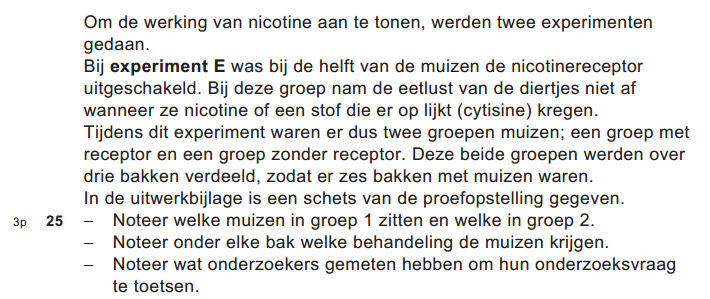 Om de werking van nicotine aan te tonen, werden twee experimenten
gedaan.
Bij experiment E was bij de helft van de muizen de nicotinereceptor
uitgeschakeld. Bij deze groep nam de eetlust van de diertjes niet af
wanneer ze nicotine of een stof die er op lijkt (cytisine) kregen.
Tijdens dit experiment waren er dus twee groepen muizen; een groep met
receptor en een groep zonder receptor. Deze beide groepen werden over
drie bakken verdeeld, zodat er zes bakken met muizen waren.
In de uitwerkbijlage is een schets van de proefopstelling gegeven.
3p 25 – Noteer welke muizen in groep 1 zitten en welke in groep 2.
– Noteer onder elke bak welke behandeling de muizen krijgen.
– Noteer wat onderzoekers gemeten hebben om hun onderzoeksvraag
te toetsen.